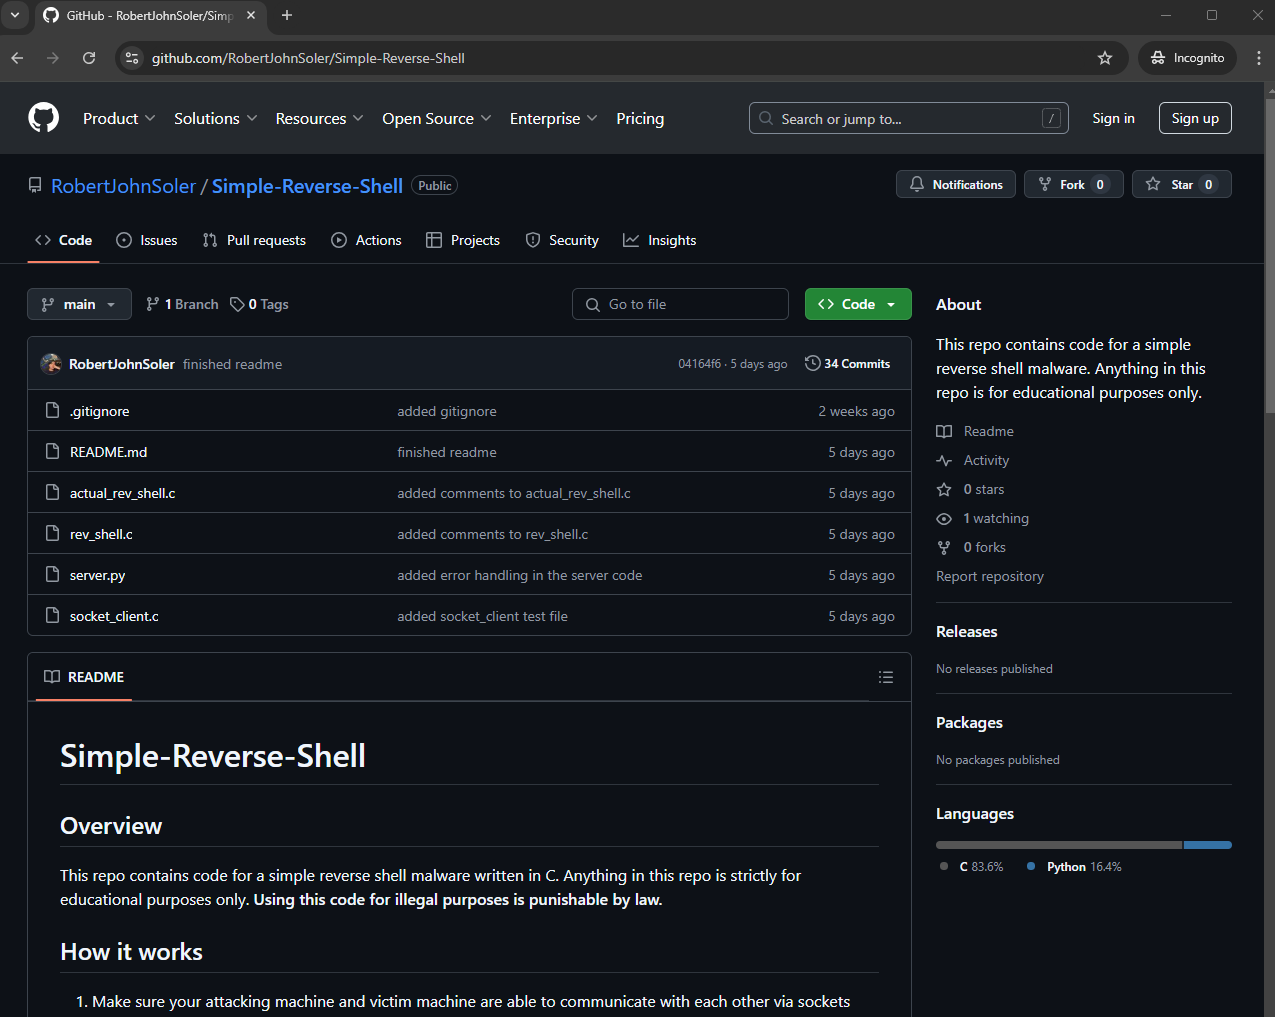 GitHub - RobertJohnSoler/Simp
github.com/RobertJohnSoler/Simple-Reverse-Shell
Incognito
Product Solutions Resources Open Source Enterprise Pricing
Search or jump to... /
Sign in
Sign up
RobertJohnSoler / Simple-Reverse-Shell Public
Notifications
Fork 0
Star 0
Code Issues Pull requests Actions Projects Security Insights
main 1 Branch 0 Tags
Go to file
Code
RobertJohnSoler finished readme 04164f6 · 5 days ago 34 Commits
.gitignore added gitignore 2 weeks ago
README.md finished readme 5 days ago
actual_rev_shell.c added comments to actual_rev_shell.c 5 days ago
rev_shell.c added comments to rev_shell.c 5 days ago
server.py added error handling in the server code 5 days ago
socket_client.c added socket_client test file 5 days ago
README
Simple-Reverse-Shell
Overview
This repo contains code for a simple reverse shell malware written in C. Anything in this repo is strictly for
educational purposes only. Using this code for illegal purposes is punishable by law.
How it works
1. Make sure your attacking machine and victim machine are able to communicate with each other via sockets
About
This repo contains code for a simple
reverse shell malware. Anything in this
repo is for educational purposes only.
Readme
Activity
0 stars
1 watching
0 forks
Report repository
Releases
No releases published
Packages
No packages published
Languages
C 83.6% Python 16.4%